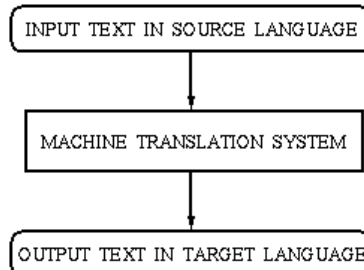 INPUT TEXT IN SOURCE LANGUAGE
MACHINE TRANSLATION SYSTEM
OUTPUT TEXT IN TARGET LANGUAGE